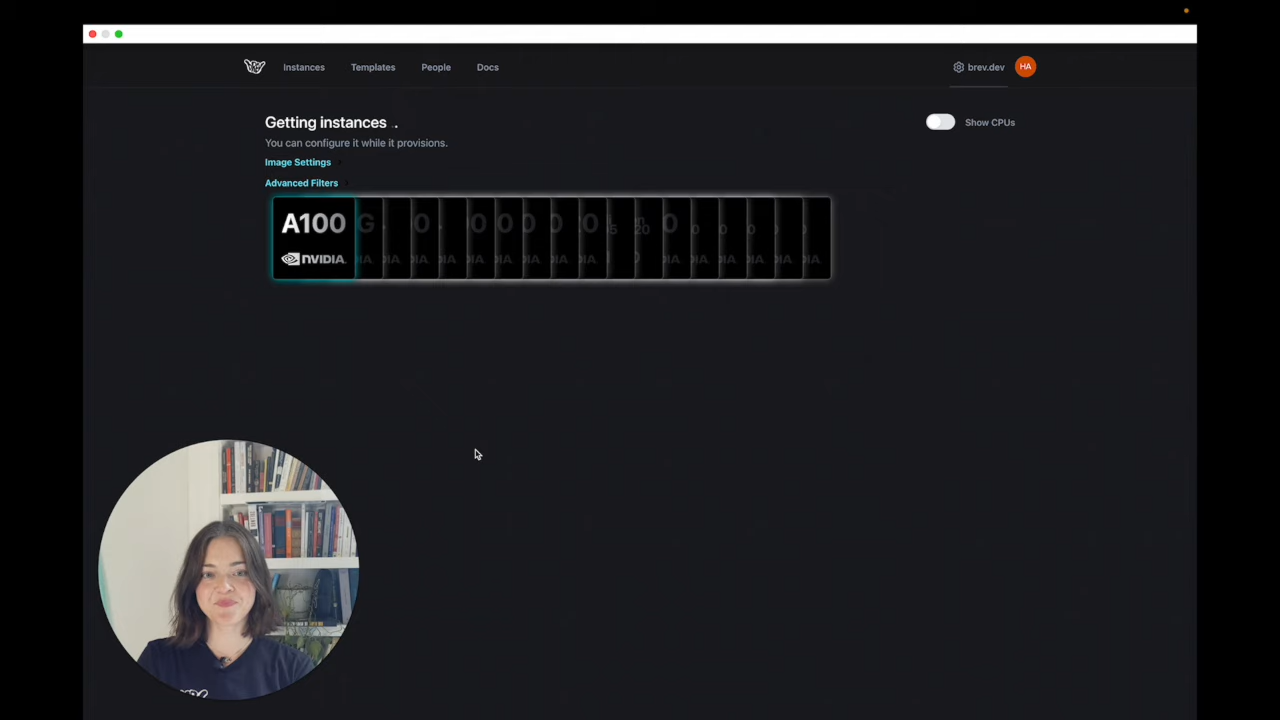 Instances Templates People Docs brev.dev HA
Getting instances . .
Show CPUs
You can configure it while it provisions.
Image Settings
Advanced Filters
A100
NVIDIA.